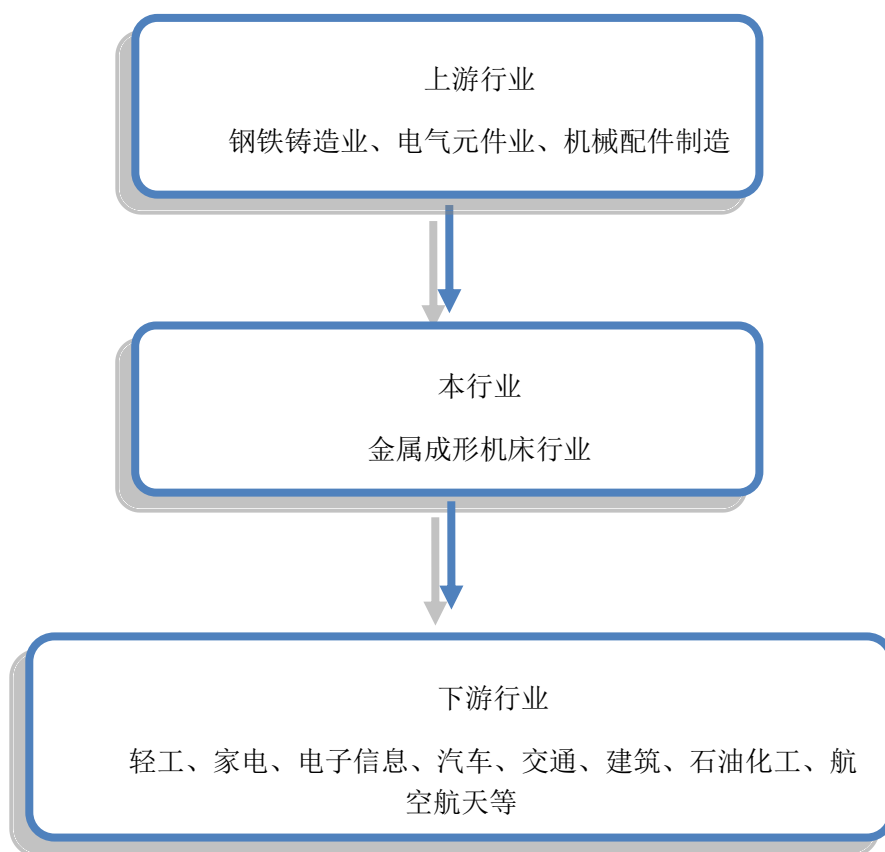 上游行业
钢铁铸造业、电气元件业、机械配件制造
本行业
金属成形机床行业
下游行业
轻工、家电、电子信息、汽车、交通、建筑、石油化工、航
空航天等